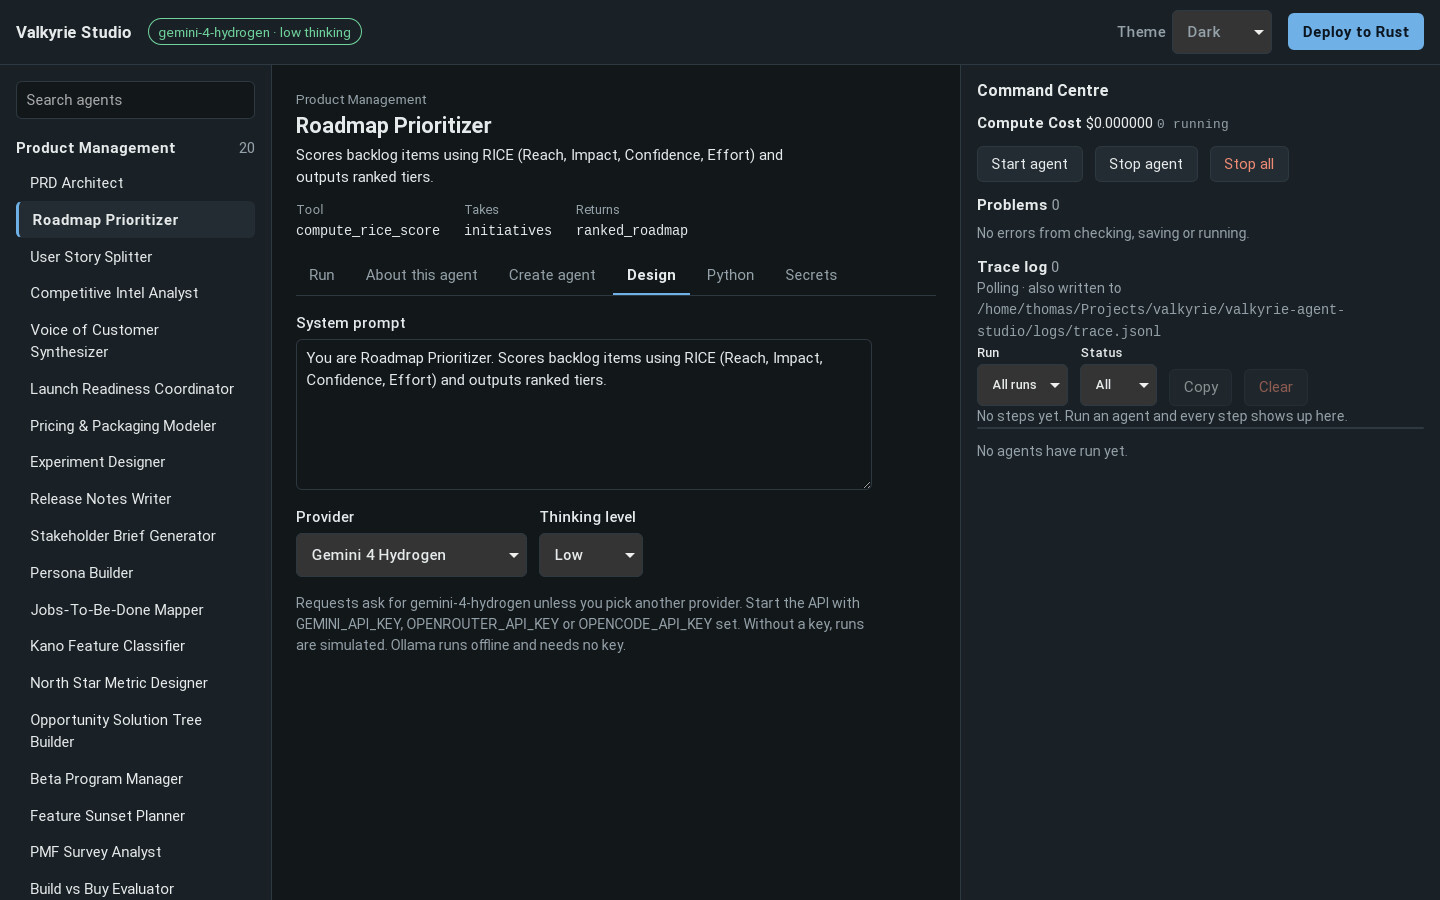 Valkyrie Studio
gemini-4-hydrogen · low thinking
Theme
Dark
Deploy to Rust
Search agents
Product Management 20
PRD Architect
Roadmap Prioritizer
User Story Splitter
Competitive Intel Analyst
Voice of Customer
Synthesizer
Launch Readiness Coordinator
Pricing & Packaging Modeler
Experiment Designer
Release Notes Writer
Stakeholder Brief Generator
Persona Builder
Jobs-To-Be-Done Mapper
Kano Feature Classifier
North Star Metric Designer
Opportunity Solution Tree
Builder
Beta Program Manager
Feature Sunset Planner
PMF Survey Analyst
Build vs Buy Evaluator
Product Management
Roadmap Prioritizer
Scores backlog items using RICE (Reach, Impact, Confidence, Effort) and
outputs ranked tiers.
Tool Takes Returns
compute_rice_score initiatives ranked_roadmap
Run About this agent Create agent Design Python Secrets
System prompt
You are Roadmap Prioritizer. Scores backlog items using RICE (Reach, Impact,
Confidence, Effort) and outputs ranked tiers.
Provider Thinking level
Gemini 4 Hydrogen Low
Requests ask for gemini-4-hydrogen unless you pick another provider. Start the API with
GEMINI_API_KEY, OPENROUTER_API_KEY or OPENCODE_API_KEY set. Without a key, runs
are simulated. Ollama runs offline and needs no key.
Command Centre
Compute Cost $0.000000 0 running
Start agent Stop agent Stop all
Problems 0
No errors from checking, saving or running.
Trace log 0
Polling · also written to
/home/thomas/Projects/valkyrie/valkyrie-agent-
studio/logs/trace.jsonl
Run Status
All runs All Copy Clear
No steps yet. Run an agent and every step shows up here.
No agents have run yet.